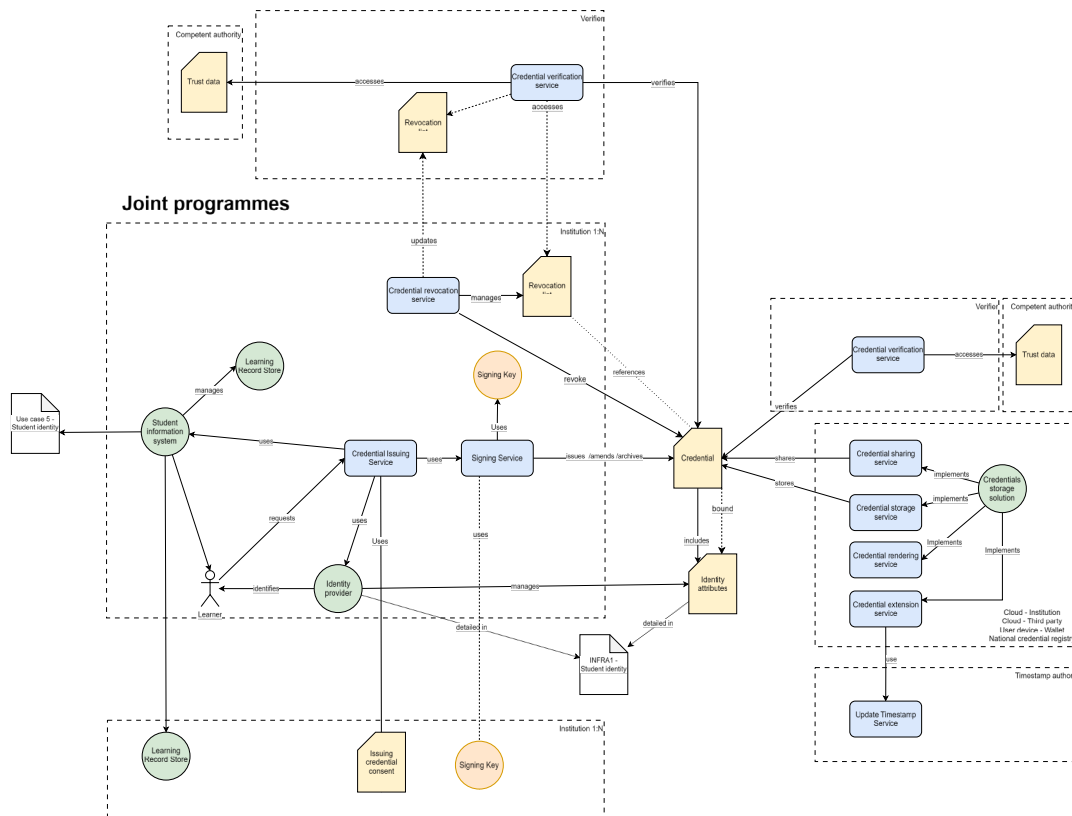 Verifier
Competent authority
Trust data
Credential verification
service
accesses
verifies
accesses
Revocation
Joint programmes
Institution 1:N
updates
Credential revocation
service
manages
Revocation
references
revoke
Signing Key
Uses
Learning
Record Store
manages
Use case 5 -
Student identity
Student
information
system
uses
Credential Issuing
Service
uses
Signing Service
issues /amends /archives
Credential
requests
uses
Uses
uses
includes
bound
Learner
identifies
Identity
provider
manages
Identity
attributes
detailed in
detailed in
INFRA1 -
Student identity
Verifier
Competent authority
Credential verification
service
accesses
Trust data
verifies
shares
Credential sharing
service
implements
Credentials
storage
solution
stores
Credential storage
service
implements
Credential rendering
service
Implements
Implements
Credential extension
service
Cloud - Institution
Cloud - Third party
User device - Wallet
National credential registr
use
Timestamp author
Update Timestamp
Service
Institution 1:N
Learning
Record Store
Issuing
credential
consent
Signing Key